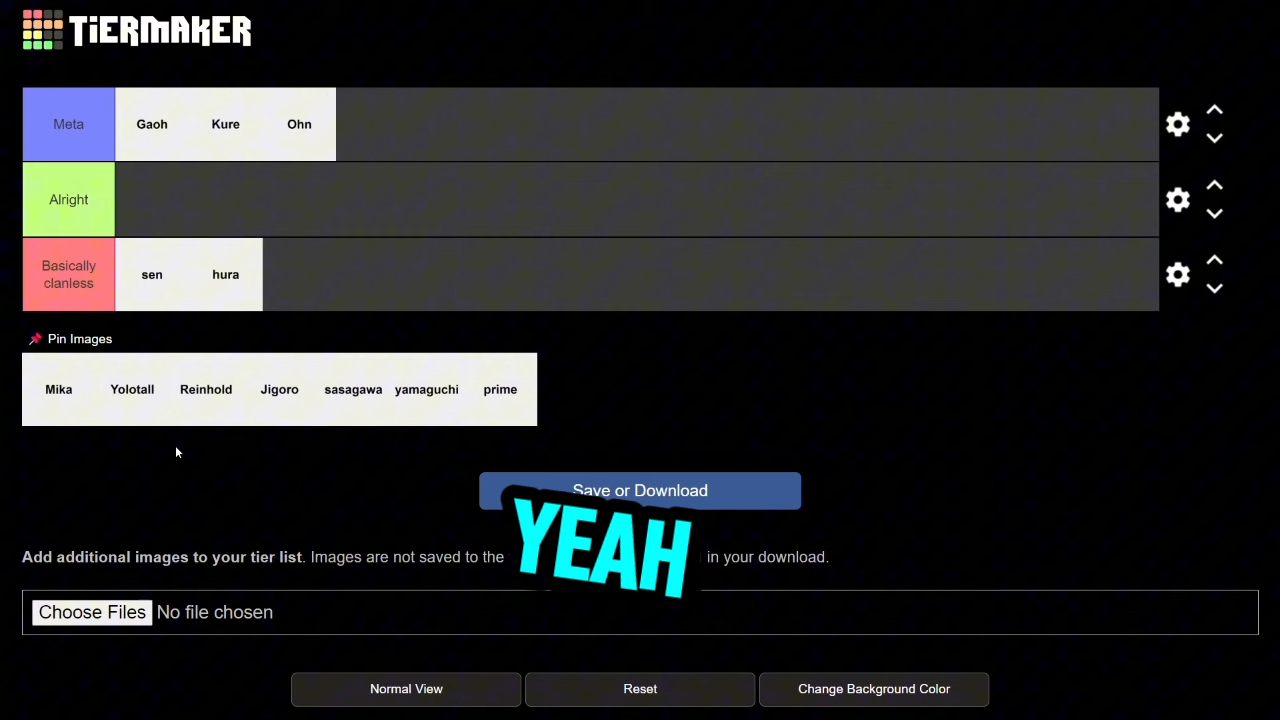 TIERMAKER
Meta
Gaoh
Kure
Ohn
Alright
Basically
clanless
sen
hura
📌 Pin Images
Mika
Yolotall
Reinhold
Jigoro
sasagawa
yamaguchi
prime
Save or Download
YEAH
Add additional images to your tier list. Images are not saved to the
in your download.
Choose Files No file chosen
Normal View
Reset
Change Background Color